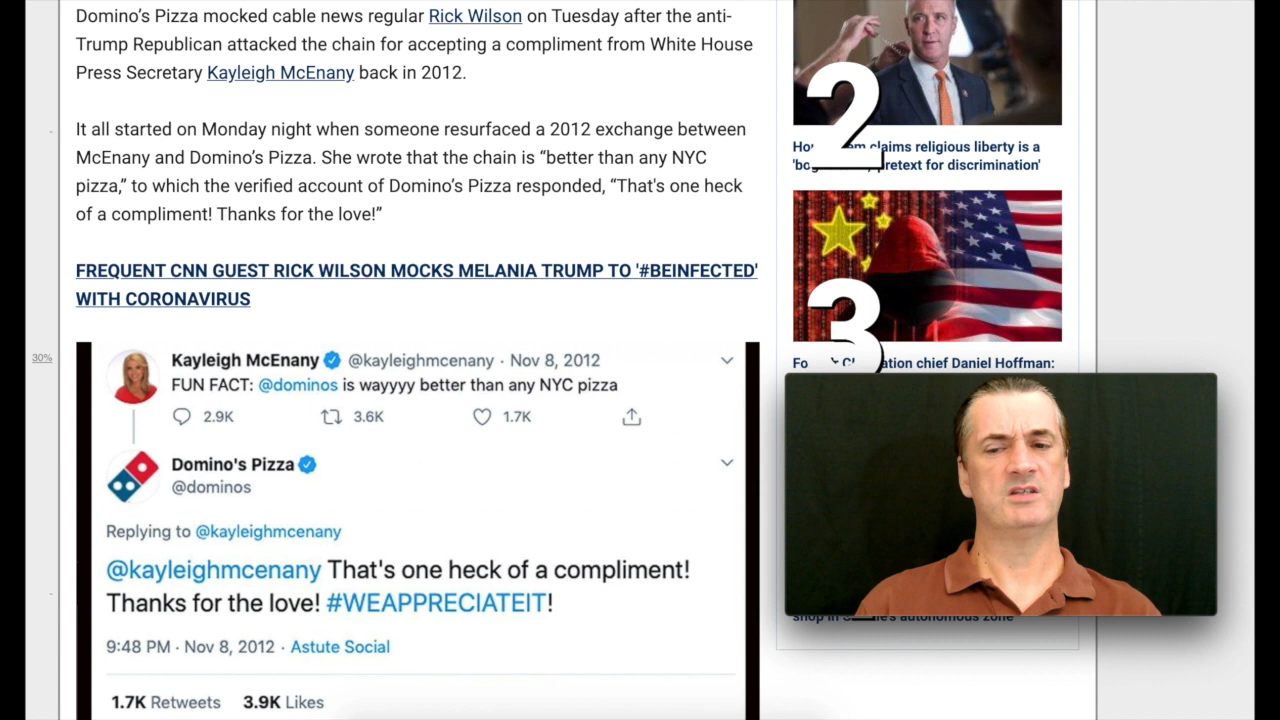 Domino’s Pizza mocked cable news regular Rick Wilson on Tuesday after the anti-
Trump Republican attacked the chain for accepting a compliment from White House
Press Secretary Kayleigh McEnany back in 2012.
It all started on Monday night when someone resurfaced a 2012 exchange between
McEnany and Domino’s Pizza. She wrote that the chain is “better than any NYC
pizza,” to which the verified account of Domino’s Pizza responded, “That's one heck
of a compliment! Thanks for the love!”
FREQUENT CNN GUEST RICK WILSON MOCKS MELANIA TRUMP TO '#BEINFECTED'
WITH CORONAVIRUS
30%
Kayleigh McEnany @kayleighmcenany · Nov 8, 2012
FUN FACT: @dominos is wayyyy better than any NYC pizza
2.9K 3.6K 1.7K
Domino's Pizza
@dominos
Replying to @kayleighmcenany
@kayleighmcenany That's one heck of a compliment!
Thanks for the love! #WEAPPRECIATEIT!
9:48 PM · Nov 8, 2012 · Astute Social
1.7K Retweets 3.9K Likes
2
claims religious liberty is a
pretext for discrimination'
3
chief Daniel Hoffman:
shop in autonomous zone